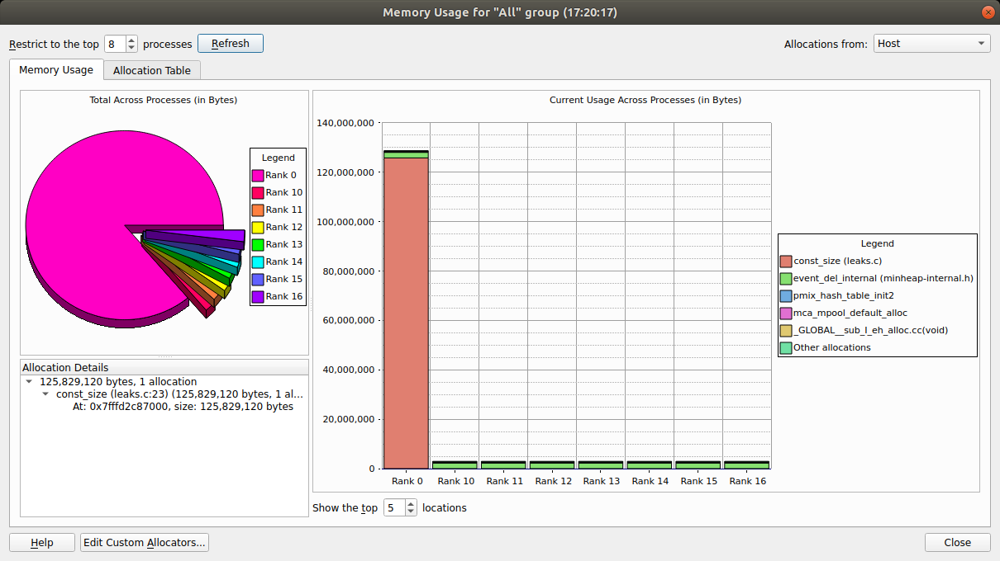 Memory Usage for "All" group (17:20:17)
Restrict to the top 8 processes Refresh Allocations from: Host
Memory Usage Allocation Table
Total Across Processes (in Bytes)
Legend
Rank 0
Rank 10
Rank 11
Rank 12
Rank 13
Rank 14
Rank 15
Rank 16
Allocation Details
125,829,120 bytes, 1 allocation
const_size (leaks.c:23) (125,829,120 bytes, 1 al...
At: 0x7fffd2c87000, size: 125,829,120 bytes
Current Usage Across Processes (in Bytes)
140,000,000
120,000,000
100,000,000
80,000,000
60,000,000
40,000,000
20,000,000
0
Rank 0 Rank 10 Rank 11 Rank 12 Rank 13 Rank 14 Rank 15 Rank 16
Legend
const_size (leaks.c)
event_del_internal (minheap-internal.h)
pmix_hash_table_init2
mca_mpool_default_alloc
_GLOBAL__sub_I_eh_alloc.cc(void)
Other allocations
Show the top 5 locations
Help Edit Custom Allocators... Close